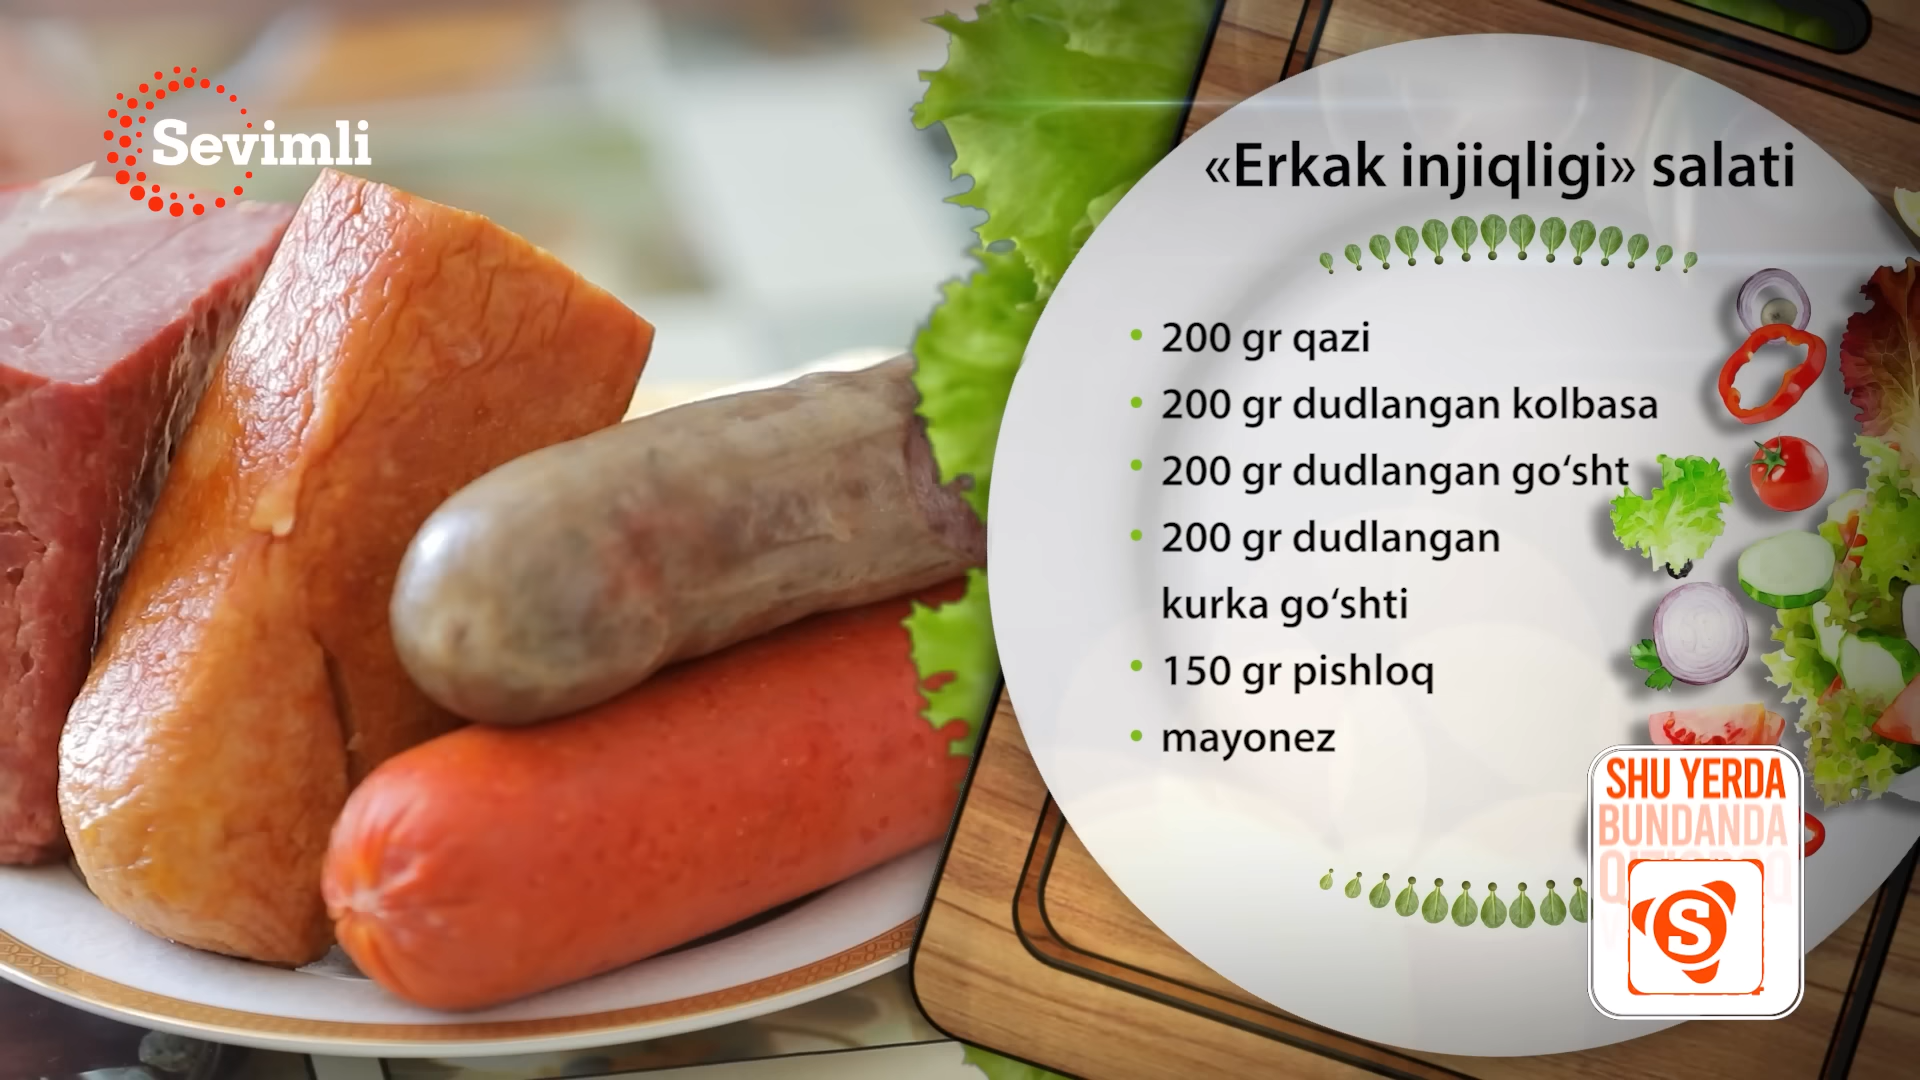 Sevimli
«Erkak injiqligi» salati
• 200 gr qazi
• 200 gr dudlangan kolbasa
• 200 gr dudlangan go‘sht
• 200 gr dudlangan
kurka go‘shti
• 150 gr pishloq
• mayonez
SHU YERDA
BUNDANDA
S